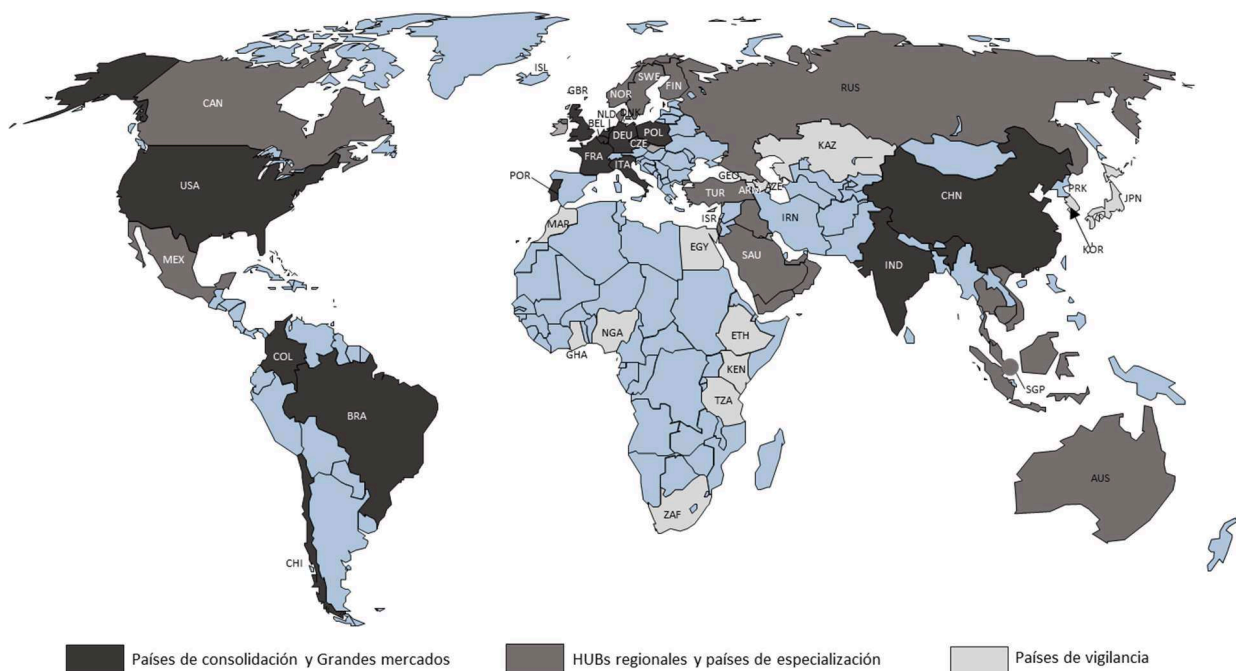 ISL
GBR
SWE
NOR
FIN
RUS
CAN
NLD
DNK
BEL
DEU
POL
CZE
KAZ
FRA
ITA
USA
POR
GEO
TUR
ARM
AZE
CHN
PRK
JPN
MAR
ISR
IRN
KOR
EGY
SAU
MEX
IND
NGA
ETH
COL
GHA
KEN
SGP
TZA
BRA
AUS
ZAF
CHI
Países de consolidación y Grandes mercados
HUBs regionales y países de especialización
Países de vigilancia